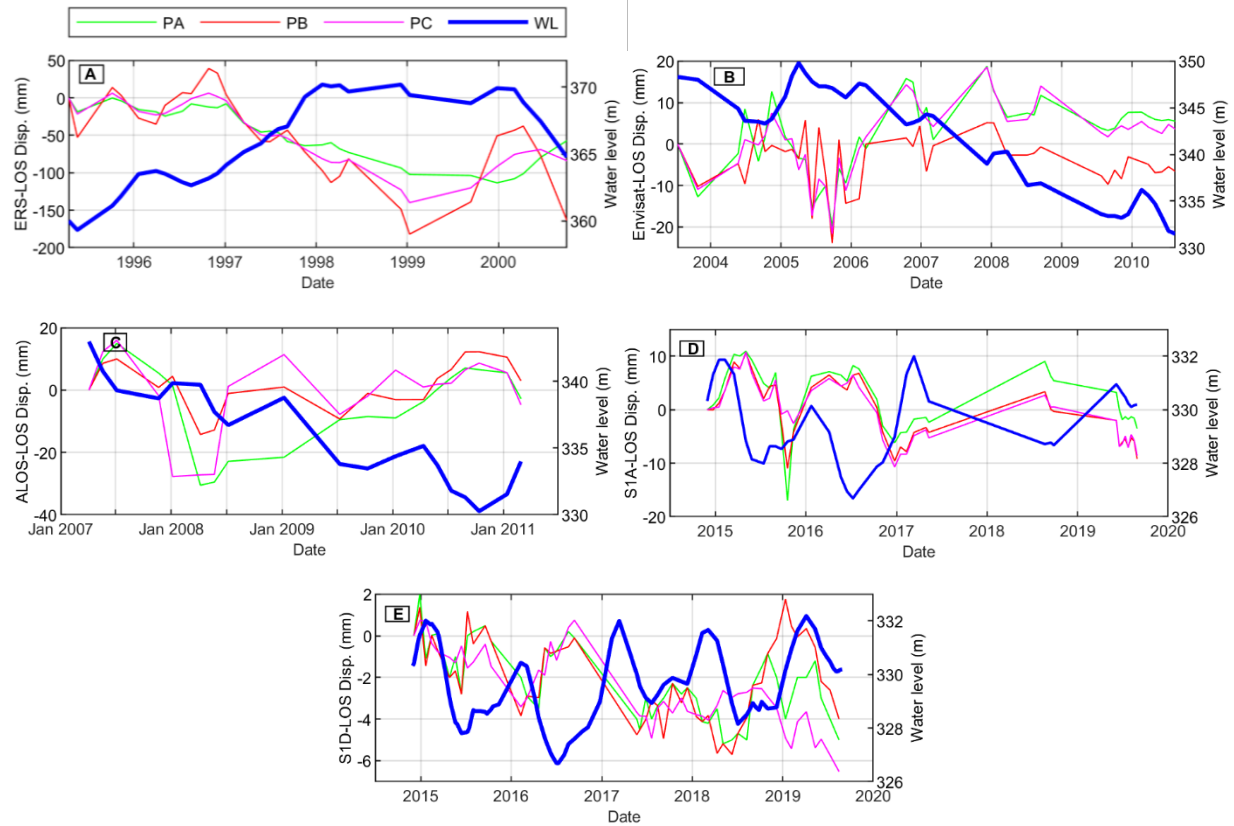 PA PB PC WL
A
ERS-LOS Disp. (mm)
50
0
-50
-100
-150
-200
370
365
360
Water level (m)
1996 1997 1998 1999 2000
Date
B
Envisat-LOS Disp. (mm)
20
10
0
-10
-20
350
345
340
335
330
Water level (m)
2004 2005 2006 2007 2008 2009 2010
Date
C
ALOS-LOS Disp. (mm)
20
0
-20
-40
340
335
330
Water level (m)
Jan 2007 Jan 2008 Jan 2009 Jan 2010 Jan 2011
Date
D
S1A-LOS Disp. (mm)
10
0
-10
-20
332
330
328
326
Water level (m)
2015 2016 2017 2018 2019 2020
Date
E
S1D-LOS Disp. (mm)
2
0
-2
-4
-6
332
330
328
326
Water level (m)
2015 2016 2017 2018 2019 2020
Date